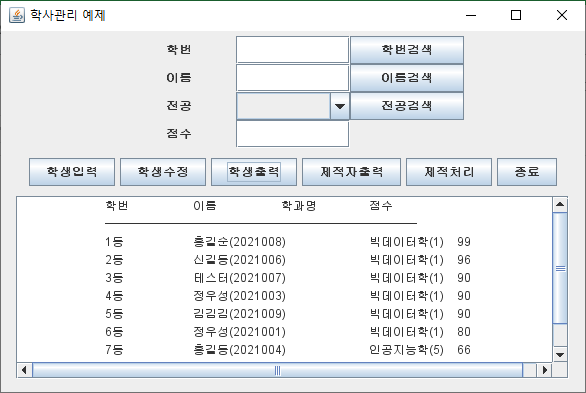 학사관리 예제
학번 학번검색
이름 이름검색
전공 전공검색
점수
학생입력 학생수정 학생출력 제적자출력 제적처리 종료
학번 이름 학과명 점수
1등 홍길순(2021008) 빅데이터학(1) 99
2등 신길동(2021006) 빅데이터학(1) 96
3등 테스터(2021007) 빅데이터학(1) 90
4등 정우성(2021003) 빅데이터학(1) 90
5등 김김김(2021009) 빅데이터학(1) 90
6등 정우성(2021001) 빅데이터학(1) 80
7등 홍길동(2021004) 인공지능학(5) 66